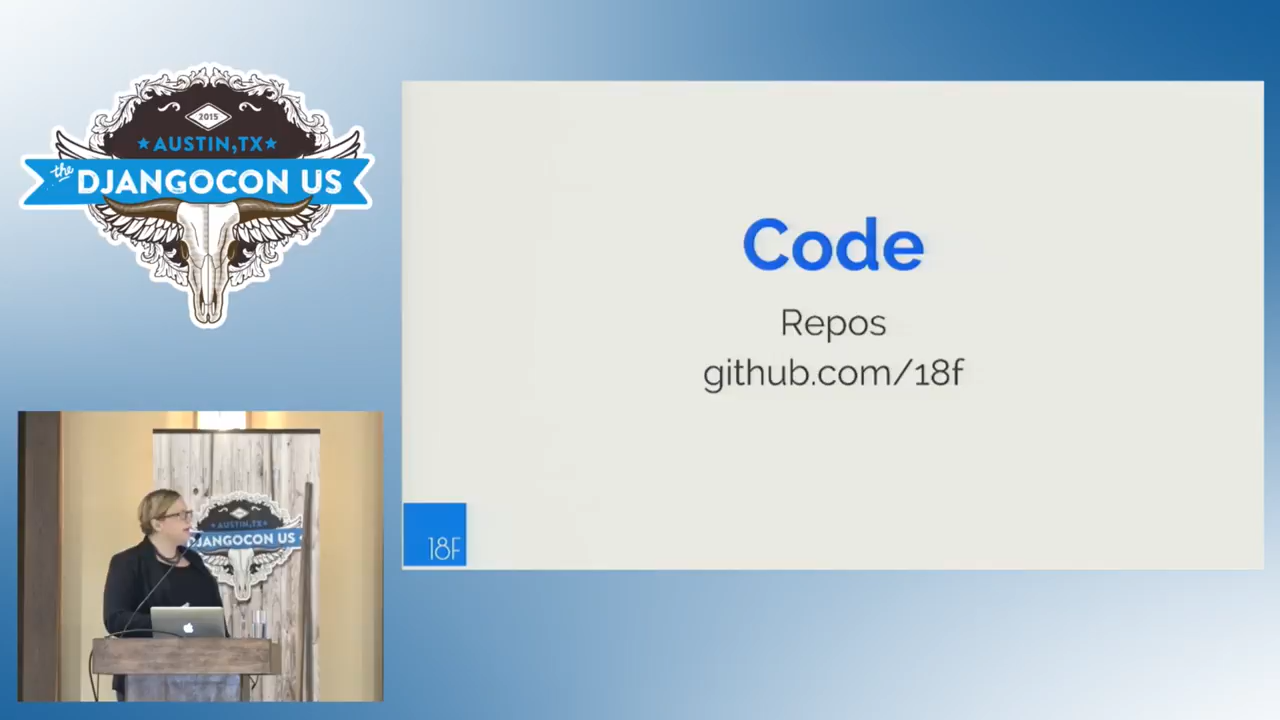 2015
AUSTIN, TX
the
DJANGOCON US
Code
Repos
github.com/18f
18F
AUSTIN, TX
DJANGOCON US